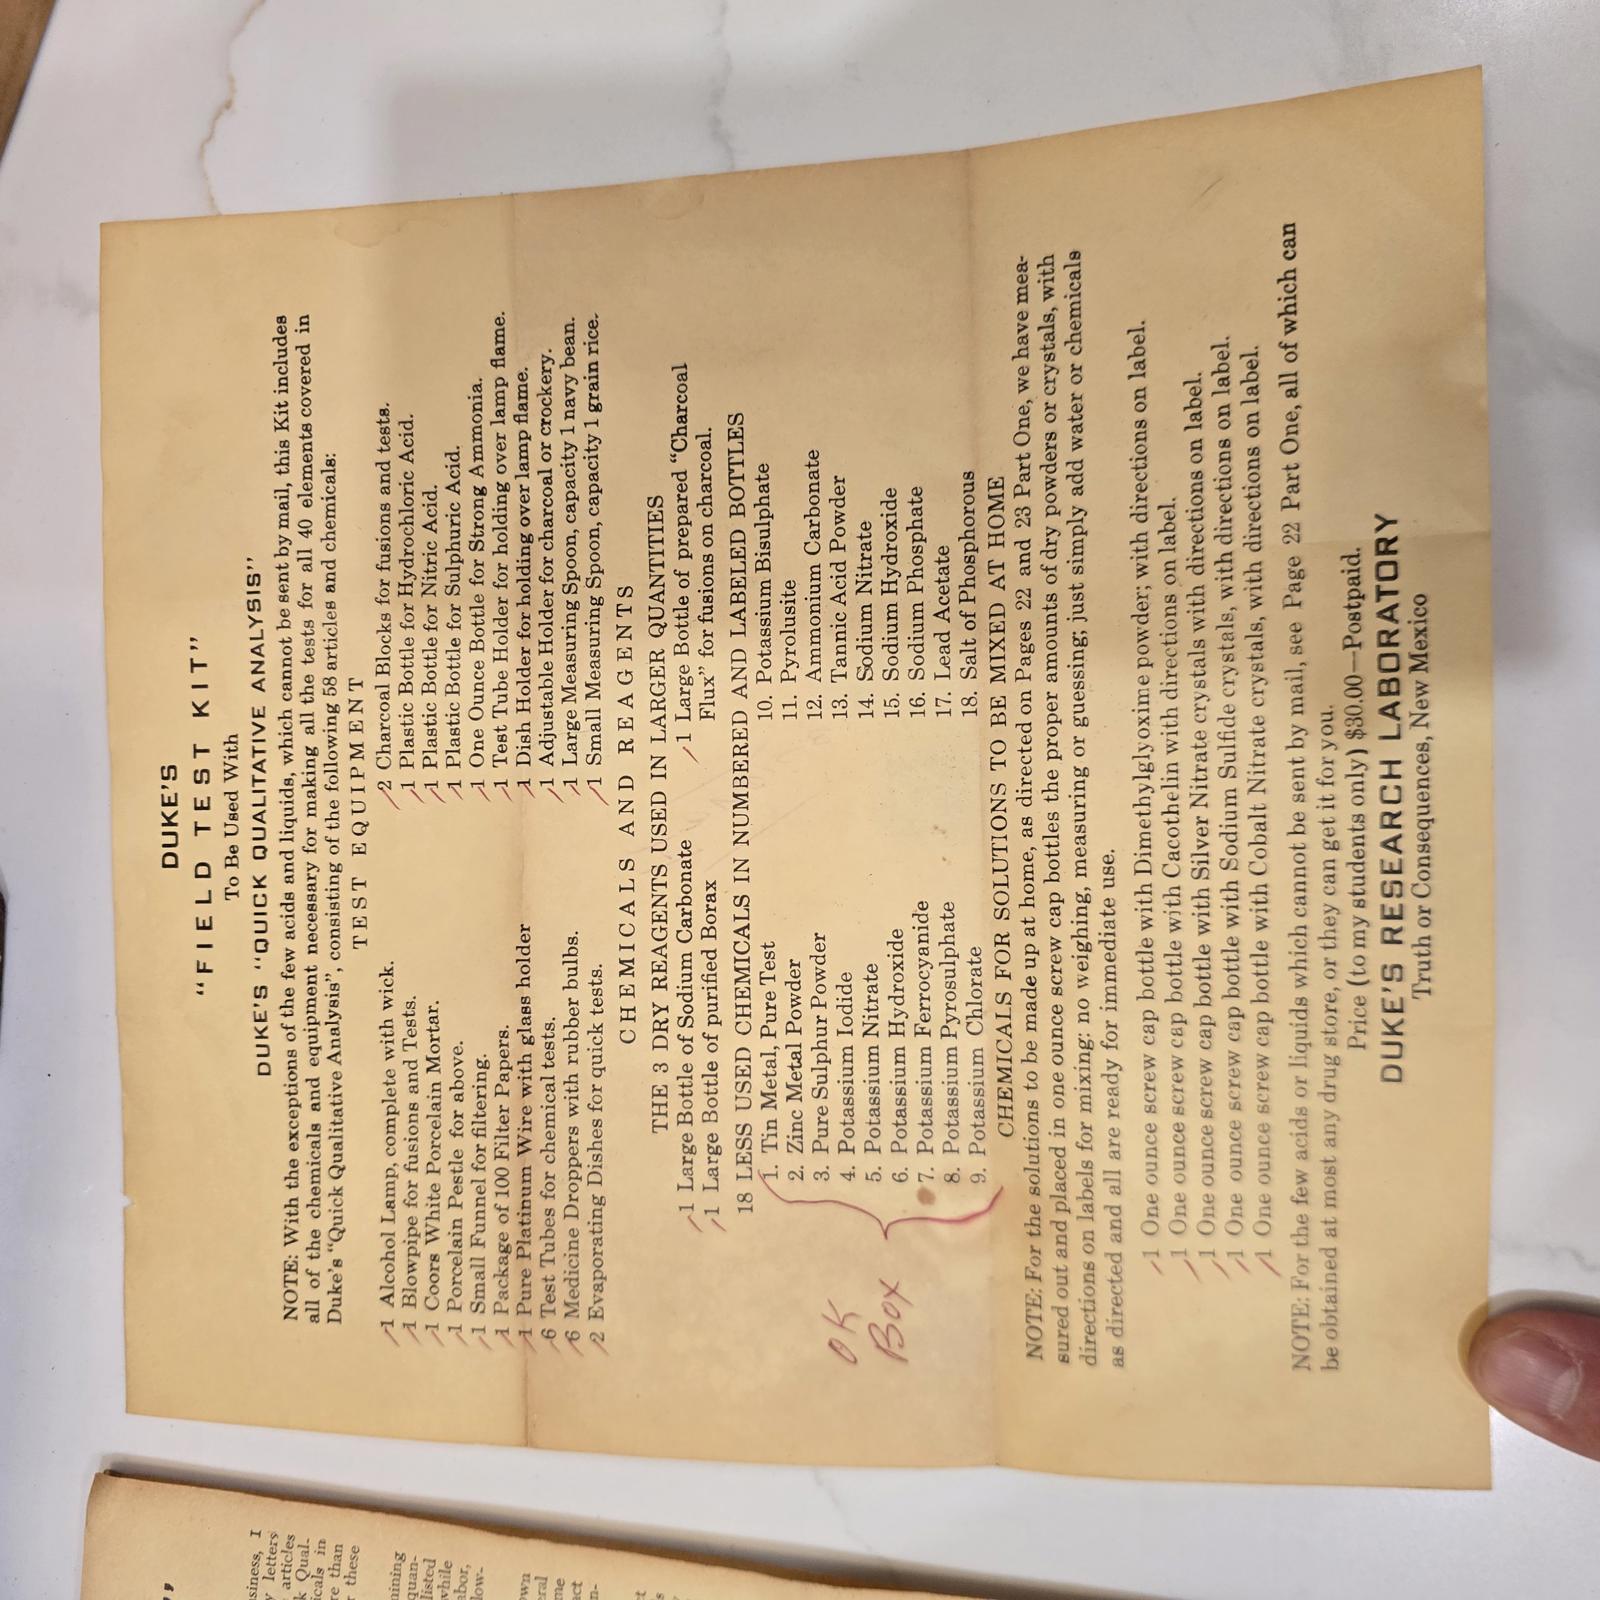 DUKE'S
"FIELD TEST KIT"
To Be Used With
DUKE'S "QUICK QUALITATIVE ANALYSIS"
NOTE: With the exceptions of the few acids and liquids, which cannot be sent by mail, this Kit includes
all of the chemicals and equipment necessary for making all the tests for all 40 elements covered in
Duke's "Quick Qualitative Analysis", consisting of the following 58 articles and chemicals:
TEST EQUIPMENT
1 Alcohol Lamp, complete with wick.
1 Blowpipe for fusions and Tests.
1 Coors White Porcelain Mortar.
1 Porcelain Pestle for above.
1 Small Funnel for filtering.
1 Package of 100 Filter Papers.
1 Pure Platinum Wire with glass holder
6 Test Tubes for chemical tests.
6 Medicine Droppers with rubber bulbs.
2 Evaporating Dishes for quick tests.
2 Charcoal Blocks for fusions and tests.
1 Plastic Bottle for Hydrochloric Acid.
1 Plastic Bottle for Nitric Acid.
1 Plastic Bottle for Sulphuric Acid.
1 One Ounce Bottle for Strong Ammonia.
1 Test Tube Holder for holding over lamp flame.
1 Dish Holder for holding over lamp flame.
1 Adjustable Holder for charcoal or crockery.
1 Large Measuring Spoon, capacity 1 navy bean.
1 Small Measuring Spoon, capacity 1 grain rice.
CHEMICALS AND REAGENTS
THE 3 DRY REAGENTS USED IN LARGER QUANTITIES
1 Large Bottle of Sodium Carbonate
1 Large Bottle of purified Borax
1 Large Bottle of prepared "Charcoal
Flux" for fusions on charcoal.
18 LESS USED CHEMICALS IN NUMBERED AND LABELED BOTTLES
1. Tin Metal, Pure Test
2. Zinc Metal Powder
3. Pure Sulphur Powder
4. Potassium Iodide
5. Potassium Nitrate
6. Potassium Hydroxide
7. Potassium Ferrocyanide
8. Potassium Pyrosulphate
9. Potassium Chlorate
10. Potassium Bisulphate
11. Pyrolusite
12. Ammonium Carbonate
13. Tannic Acid Powder
14. Sodium Nitrate
15. Sodium Hydroxide
16. Sodium Phosphate
17. Lead Acetate
18. Salt of Phosphorous
OK
Box
CHEMICALS FOR SOLUTIONS TO BE MIXED AT HOME
NOTE: For the solutions to be made up at home, as directed on Pages 22 and 23 Part One, we have mea-
sured out and placed in one ounce screw cap bottles the proper amounts of dry powders or crystals, with
directions on labels for mixing: no weighing, measuring or guessing; just simply add water or chemicals
as directed and all are ready for immediate use.
1 One ounce screw cap bottle with Dimethylglyoxime powder; with directions on label.
1 One ounce screw cap bottle with Cacothelin with directions on label.
1 One ounce screw cap bottle with Silver Nitrate crystals with directions on label.
1 One ounce screw cap bottle with Sodium Sulfide crystals, with directions on label.
1 One ounce screw cap bottle with Cobalt Nitrate crystals, with directions on label.
NOTE: For the few acids or liquids which cannot be sent by mail, see Page 22 Part One, all of which can
be obtained at most any drug store, or they can get it for you.
Price (to my students only) $30.00—Postpaid.
DUKE'S RESEARCH LABORATORY
Truth or Consequences, New Mexico
siness, I
letters
articles
Qual-
icals in
re than
these
mining
quan-
listed
while
abor,
low-